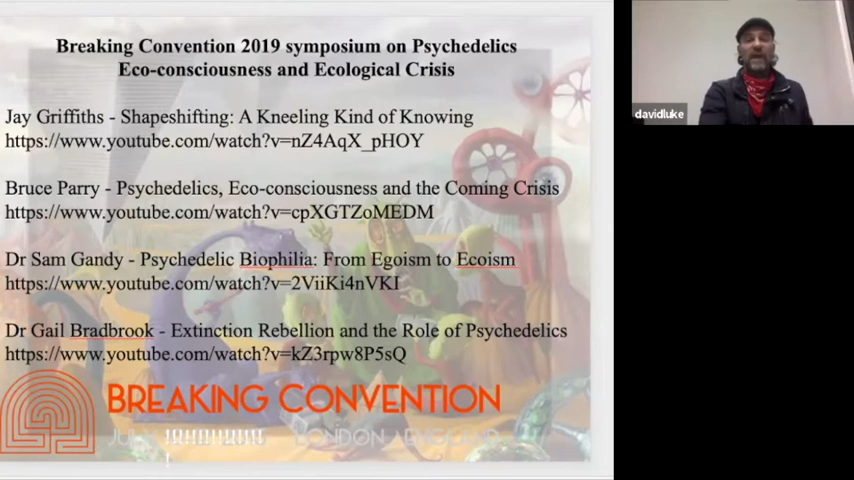 Breaking Convention 2019 symposium on Psychedelics
Eco-consciousness and Ecological Crisis
Jay Griffiths - Shapeshifting: A Kneeling Kind of Knowing
https://www.youtube.com/watch?v=nZ4AqX_pHOY
Bruce Parry - Psychedelics, Eco-consciousness and the Coming Crisis
https://www.youtube.com/watch?v=cpXGTZoMEDM
Dr Sam Gandy - Psychedelic Biophilia: From Egoism to Ecoism
https://www.youtube.com/watch?v=2ViiKi4nVKI
Dr Gail Bradbrook - Extinction Rebellion and the Role of Psychedelics
https://www.youtube.com/watch?v=kZ3rpw8P5sQ
BREAKING CONVENTION
LONDON ENGLAND
davidluke